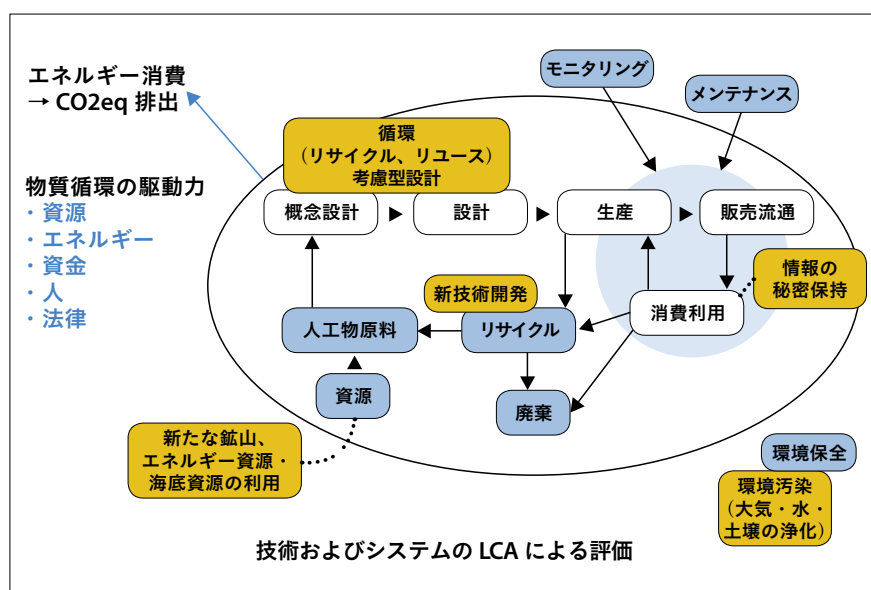 エネルギー消費
→ CO2eq 排出
モニタリング
メンテナンス
循環
（リサイクル、リユース）
考慮型設計
物質循環の駆動力
・資源
・エネルギー
・資金
・人
・法律
概念設計
設計
生産
販売流通
情報の
秘密保持
新技術開発
消費利用
人工物原料
リサイクル
資源
廃棄
新たな鉱山、
エネルギー資源・
海底資源の利用
環境保全
環境汚染
（大気・水・
土壌の浄化）
技術およびシステムの LCA による評価